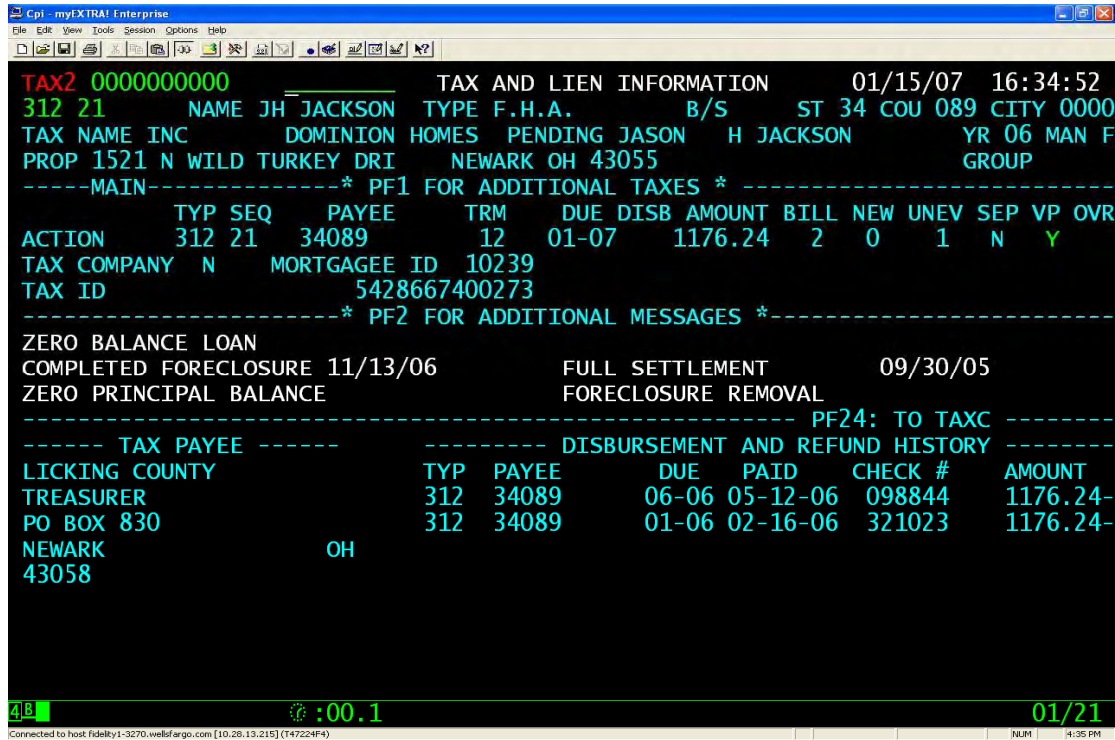 Cpi - myEXTRA! Enterprise
File Edit View Tools Session Options Help
TAX2 0000000000 __________ TAX AND LIEN INFORMATION 01/15/07 16:34:52
312 21 NAME JH JACKSON TYPE F.H.A. B/S ST 34 COU 089 CITY 0000
TAX NAME INC DOMINION HOMES PENDING JASON H JACKSON YR 06 MAN F
PROP 1521 N WILD TURKEY DRI NEWARK OH 43055 GROUP
-----MAIN--------------* PF1 FOR ADDITIONAL TAXES * ----------------------------
TYP SEQ PAYEE TRM DUE DISB AMOUNT BILL NEW UNEV SEP VP OVR
ACTION 312 21 34089 12 01-07 1176.24 2 0 1 N Y
TAX COMPANY N MORTGAGEE ID 10239
TAX ID 5428667400273
-----------------------* PF2 FOR ADDITIONAL MESSAGES *-------------------------
ZERO BALANCE LOAN
COMPLETED FORECLOSURE 11/13/06 FULL SETTLEMENT 09/30/05
ZERO PRINCIPAL BALANCE FORECLOSURE REMOVAL
--------------------------------------------------------- PF24: TO TAXC --------
------ TAX PAYEE ------ --------- DISBURSEMENT AND REFUND HISTORY --------
LICKING COUNTY TYP PAYEE DUE PAID CHECK # AMOUNT
TREASURER 312 34089 06-06 05-12-06 098844 1176.24-
PO BOX 830 312 34089 01-06 02-16-06 321023 1176.24-
NEWARK OH
43058
4B :00.1 01/21
Connected to host fidelity1-3270.wellsfargo.com [10.28.13.215] (T47224F4) NUM 4:35 PM